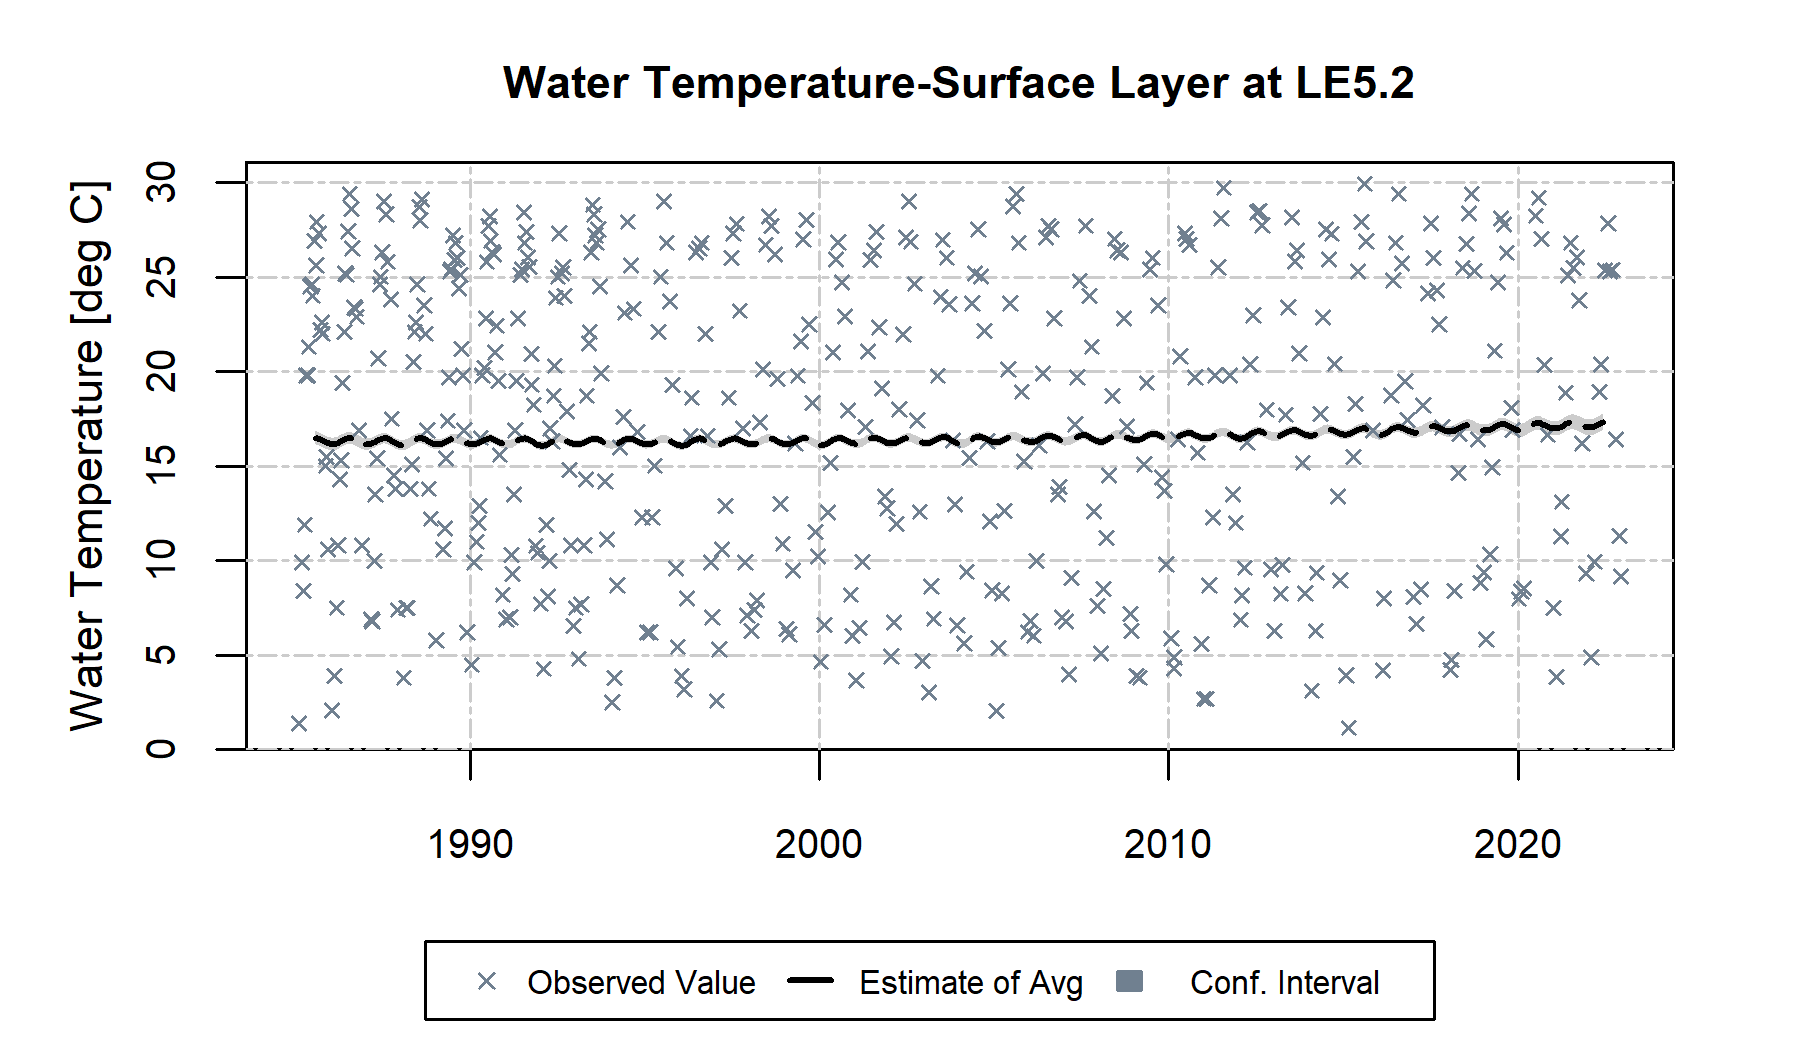 Water Temperature-Surface Layer at LE5.2
Water Temperature [deg C]
30
25
20
15
10
5
0
1990 2000 2010 2020
Observed Value Estimate of Avg Conf. Interval